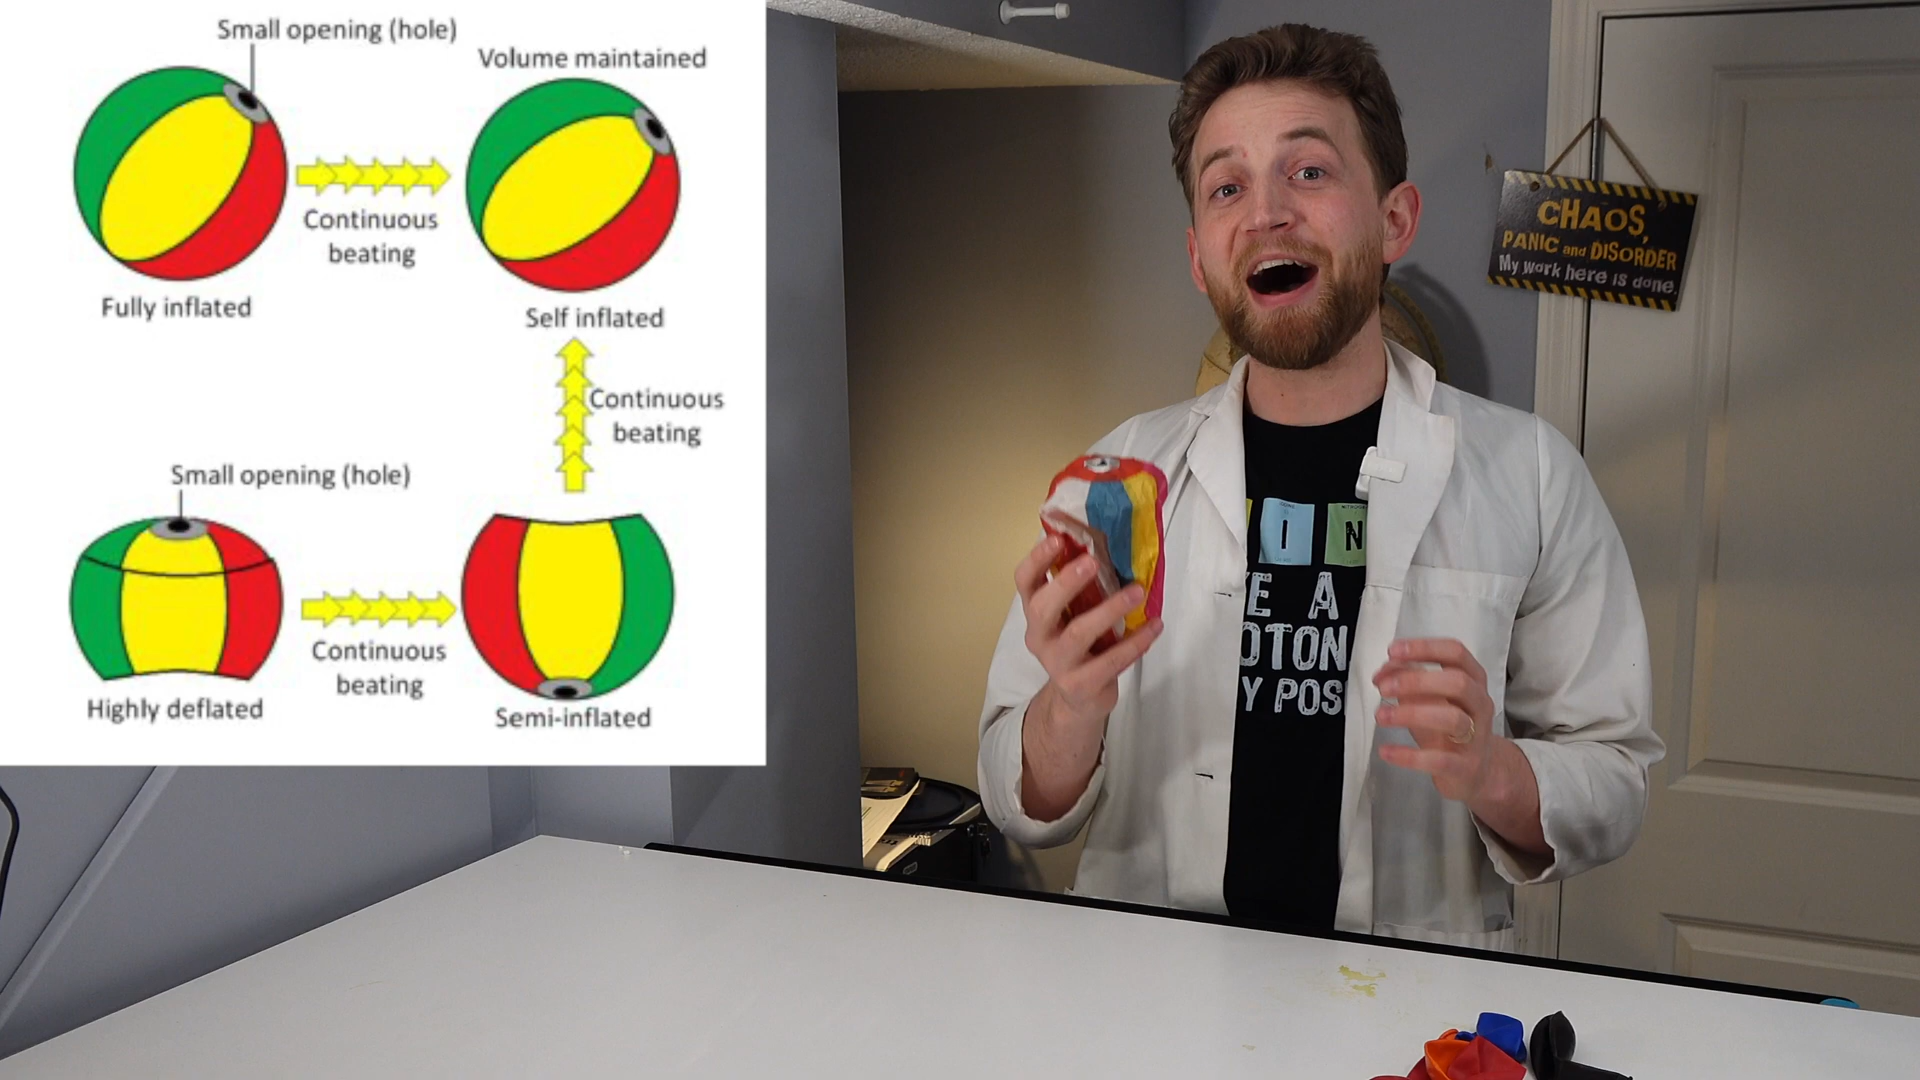 Small opening (hole)
Volume maintained
Continuous
beating
Fully inflated
Self inflated
Continuous
beating
Small opening (hole)
Continuous
beating
Highly deflated
Semi-inflated
CHAOS,
PANIC and DISORDER
My work here is done.
I N
E A
OTON
Y POS